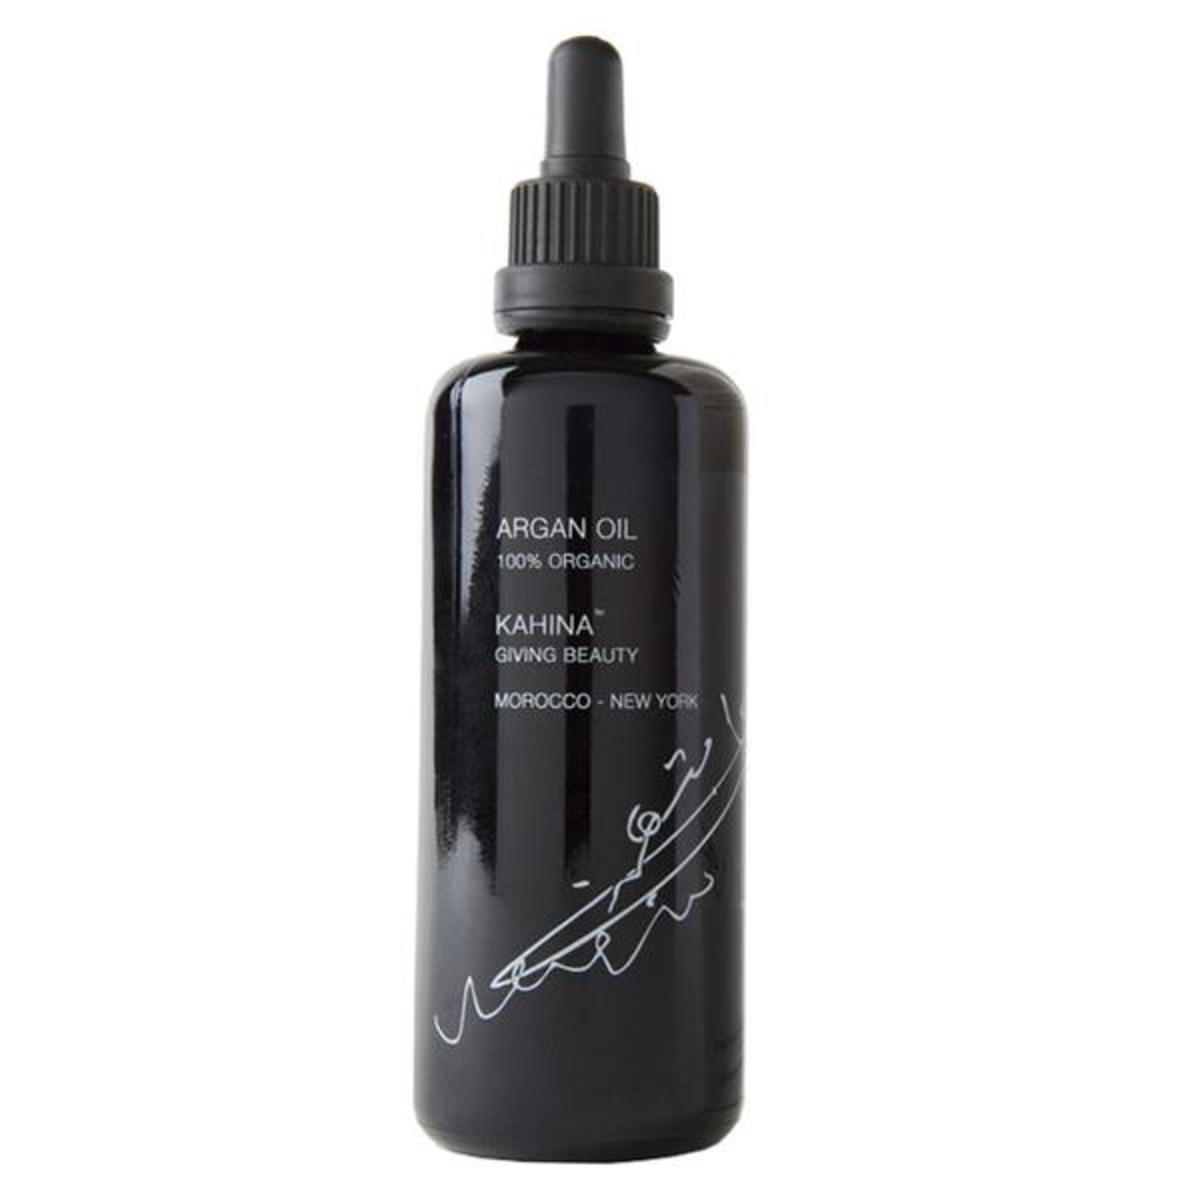 ARGAN OIL
100% ORGANIC
KAHINA™
GIVING BEAUTY
MOROCCO - NEW YORK